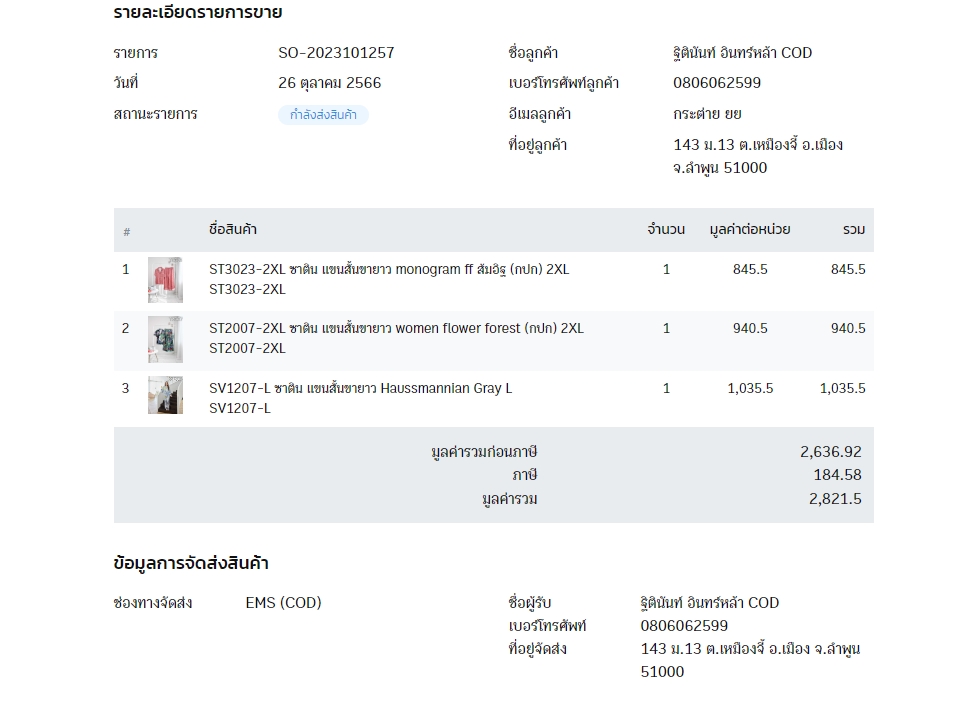 รายละเอียดรายการขาย
รายการ SO-2023101257 ชื่อลูกค้า ฐิตินันท์ อินทร์หล้า COD
วันที่ 26 ตุลาคม 2566 เบอร์โทรศัพท์ลูกค้า 0806062599
สถานะรายการ กำลังส่งสินค้า อีเมลลูกค้า กระต่าย ยย
ที่อยู่ลูกค้า 143 ม.13 ต.เหมืองจี้ อ.เมือง
จ.ลำพูน 51000
# ชื่อสินค้า จำนวน มูลค่าต่อหน่วย รวม
1 ST3023-2XL ซาติน แขนสั้นขายาว monogram ff ส้มอิฐ (กปก) 2XL 1 845.5 845.5
ST3023-2XL
2 ST2007-2XL ซาติน แขนสั้นขายาว women flower forest (กปก) 2XL 1 940.5 940.5
ST2007-2XL
3 SV1207-L ซาติน แขนสั้นขายาว Haussmannian Gray L 1 1,035.5 1,035.5
SV1207-L
มูลค่ารวมก่อนภาษี 2,636.92
ภาษี 184.58
มูลค่ารวม 2,821.5
ข้อมูลการจัดส่งสินค้า
ช่องทางจัดส่ง EMS (COD) ชื่อผู้รับ ฐิตินันท์ อินทร์หล้า COD
เบอร์โทรศัพท์ 0806062599
ที่อยู่จัดส่ง 143 ม.13 ต.เหมืองจี้ อ.เมือง จ.ลำพูน
51000